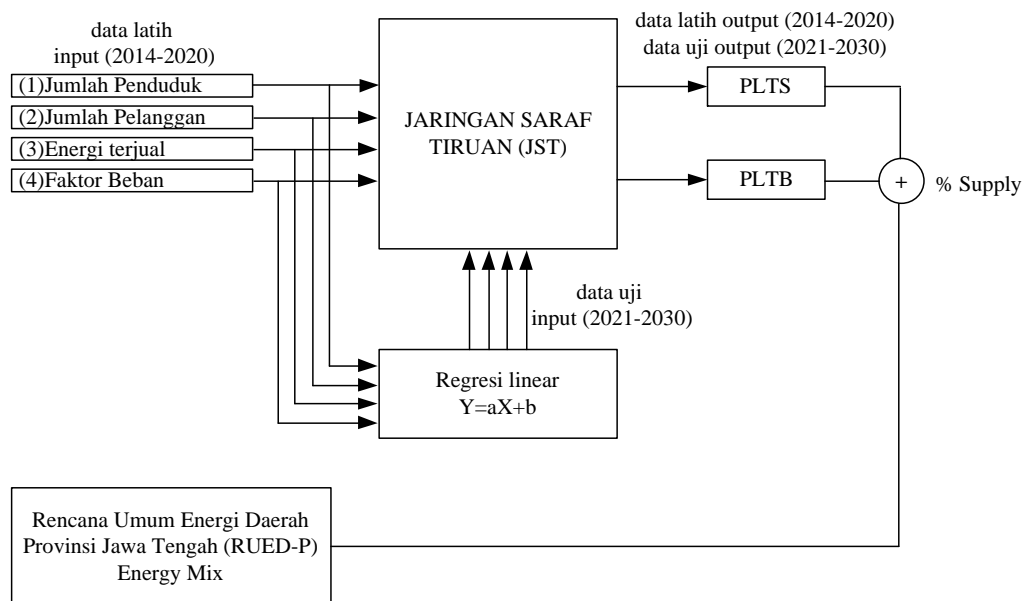 data latih
input (2014-2020)
(1)Jumlah Penduduk
(2)Jumlah Pelanggan
(3)Energi terjual
(4)Faktor Beban
JARINGAN SARAF
TIRUAN (JST)
data latih output (2014-2020)
data uji output (2021-2030)
PLTS
PLTB
+
% Supply
data uji
input (2021-2030)
Regresi linear
Y=aX+b
Rencana Umum Energi Daerah
Provinsi Jawa Tengah (RUED-P)
Energy Mix